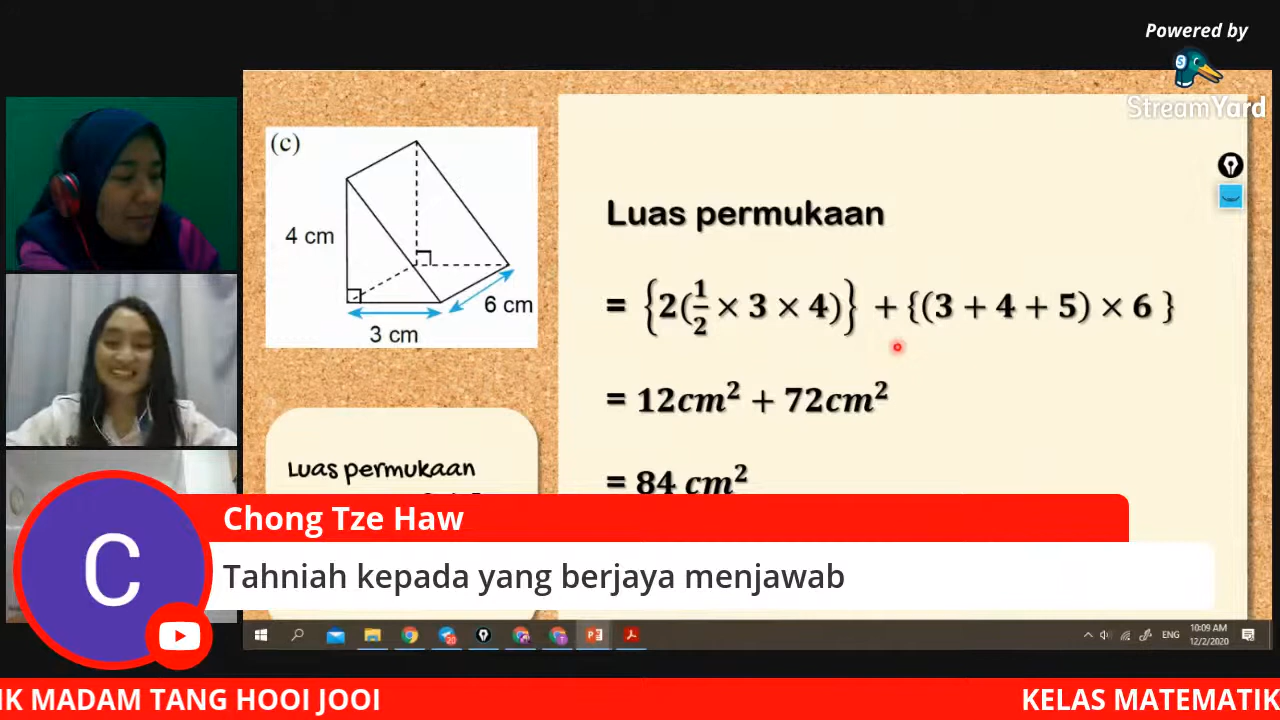 Powered by
StreamYard
(c)
4 cm
6 cm
3 cm
Luas permukaan
= {2(1/2 × 3 × 4)} + {(3 + 4 + 5) × 6 }
= 12cm² + 72cm²
= 84 cm²
Luas permukaan
C
Chong Tze Haw
Tahniah kepada yang berjaya menjawab
ENG
10:09 AM
12/2/2020
IK MADAM TANG HOOI JOOI
KELAS MATEMATIK